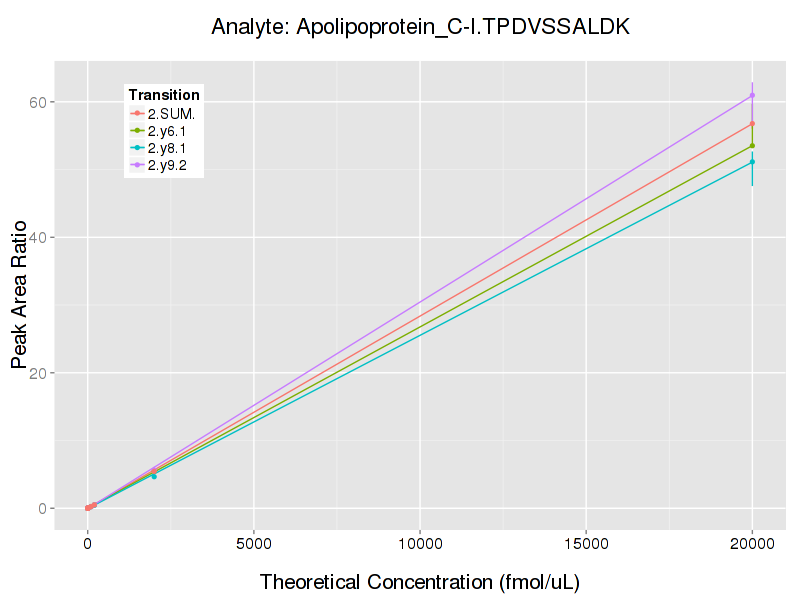 Analyte: Apolipoprotein_C-I.TPDVSSALDK
Transition
2.SUM.
2.y6.1
2.y8.1
2.y9.2
Peak Area Ratio
60
40
20
0
0 5000 10000 15000 20000
Theoretical Concentration (fmol/uL)